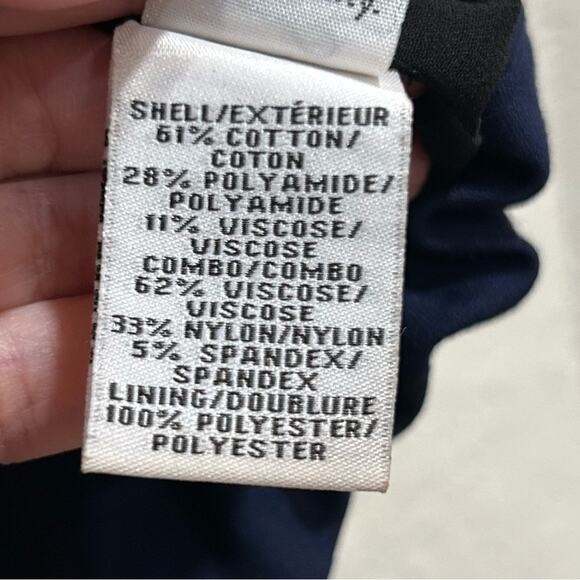 SHELL/EXTÉRIEUR
61% COTTON/
COTON
28% POLYAMIDE/
POLYAMIDE
11% VISCOSE/
VISCOSE
COMBO/COMBO
62% VISCOSE/
VISCOSE
33% NYLON/NYLON
5% SPANDEX/
SPANDEX
LINING/DOUBLURE
100% POLYESTER/
POLYESTER